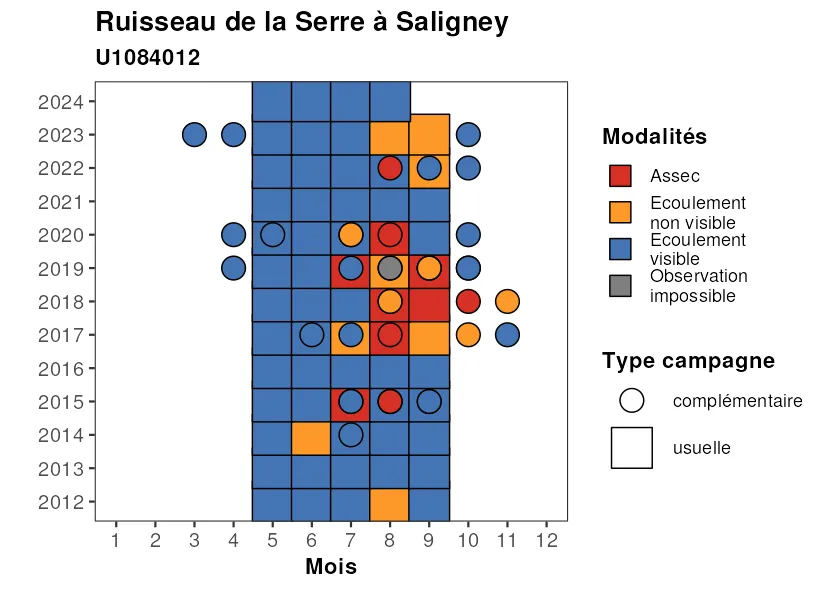 Ruisseau de la Serre à Saligney
U1084012
2024
2023
2022
2021
2020
2019
2018
2017
2016
2015
2014
2013
2012
1 2 3 4 5 6 7 8 9 10 11 12
Mois
Modalités
Assec
Ecoulement
non visible
Ecoulement
visible
Observation
impossible
Type campagne
complémentaire
usuelle